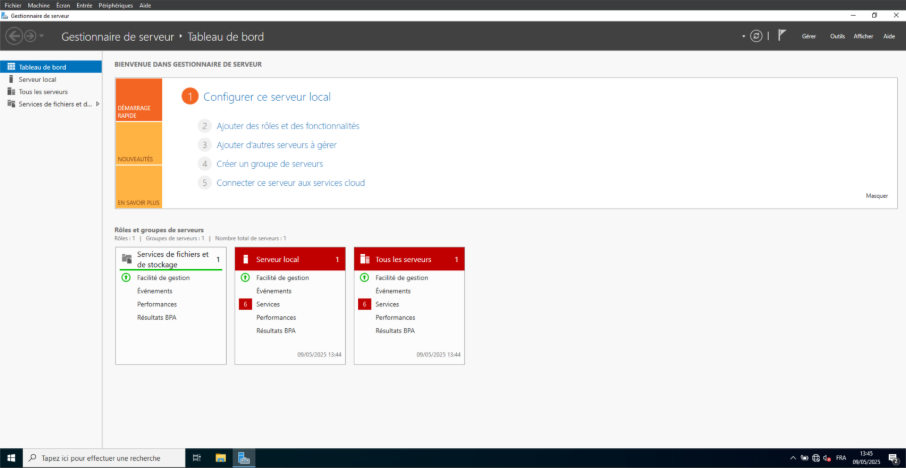 Fichier Machine Écran Entrée Périphériques Aide
Gestionnaire de serveur
Gestionnaire de serveur • Tableau de bord
Gérer Outils Afficher Aide
Tableau de bord
Serveur local
Tous les serveurs
Services de fichiers et d...
BIENVENUE DANS GESTIONNAIRE DE SERVEUR
DÉMARRAGE
RAPIDE
NOUVEAUTÉS
EN SAVOIR PLUS
1 Configurer ce serveur local
2 Ajouter des rôles et des fonctionnalités
3 Ajouter d'autres serveurs à gérer
4 Créer un groupe de serveurs
5 Connecter ce serveur aux services cloud
Masquer
Rôles et groupes de serveurs
Rôles : 1 | Groupes de serveurs : 1 | Nombre total de serveurs : 1
Services de fichiers et
de stockage 1
Facilité de gestion
Événements
Performances
Résultats BPA
Serveur local 1
Facilité de gestion
Événements
6 Services
Performances
Résultats BPA
09/05/2025 13:44
Tous les serveurs 1
Facilité de gestion
Événements
6 Services
Performances
Résultats BPA
09/05/2025 13:44
Tapez ici pour effectuer une recherche
FRA
13:45
09/05/2025
2